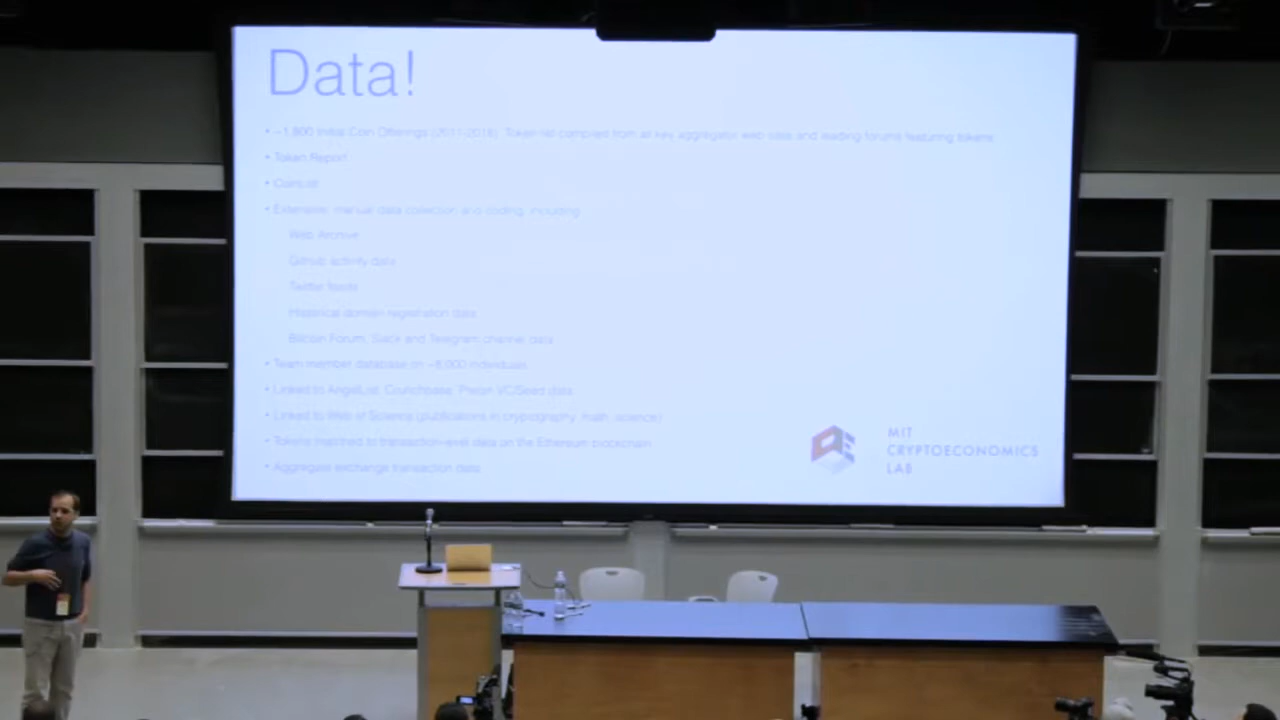 Data!
• ~1,800 Initial Coin Offerings (2011-2018). Token list compiled from all key aggregator web sites and leading forums featuring tokens
• Token Report
• CoinList
• Extensive, manual data collection and coding, including:
Web Archive
Github activity data
Twitter feeds
Historical domain registration data
Bitcoin Forum, Slack and Telegram channel data
• Team member database on ~8,000 individuals
• Linked to AngelList, Crunchbase, VC/Seed data
• Linked to Web of Science (publications in cryptography, math, science)
• Tokens matched to transaction-level data on the Ethereum blockchain
• Aggregate exchange transaction data
MIT
CRYPTOECONOMICS
LAB